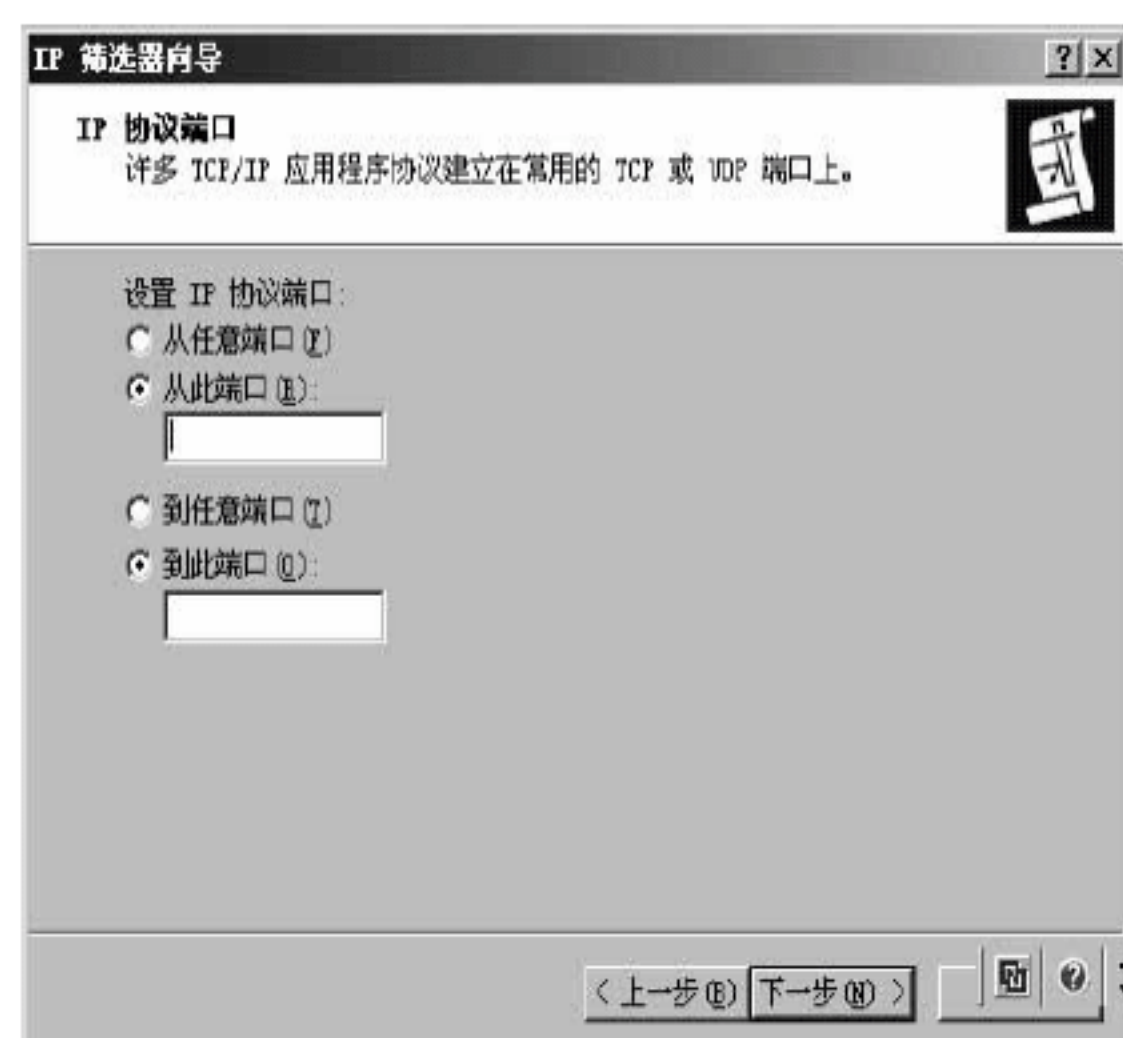 IP 筛选器向导
IP 协议端口
许多 TCP/IP 应用程序协议建立在常用的 TCP 或 UDP 端口上。
设置 IP 协议端口:
从任意端口(F)
从此端口(R):
到任意端口(T)
到此端口(O):
< 上一步(B)
下一步(N) >